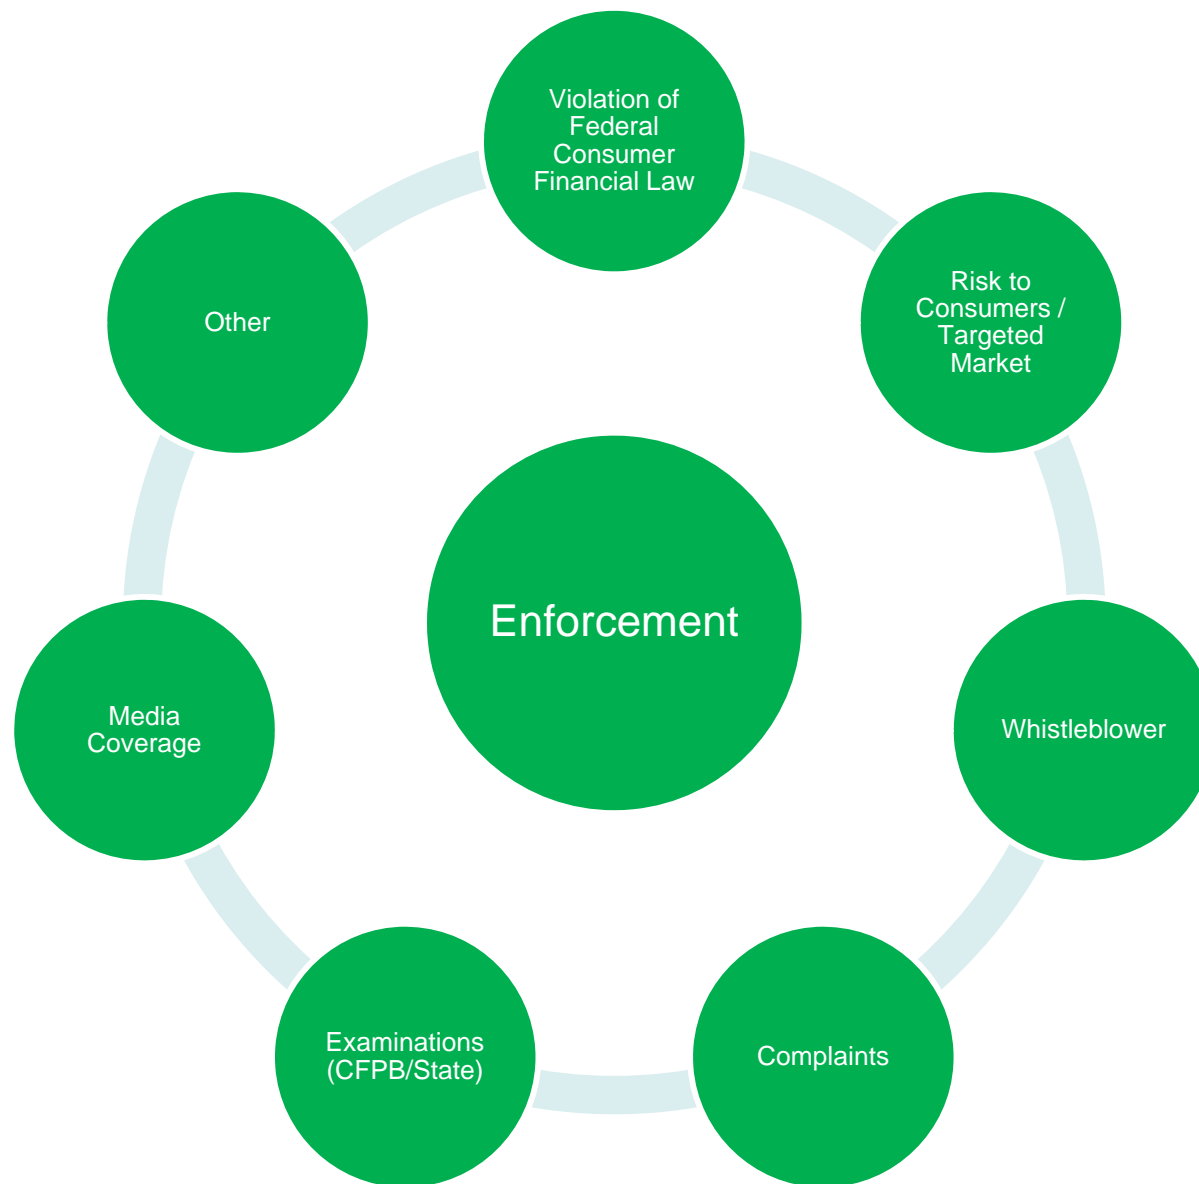 Violation of
Federal
Consumer
Financial Law
Risk to
Consumers /
Targeted
Market
Other
Enforcement
Media
Coverage
Whistleblower
Examinations
(CFPB/State)
Complaints